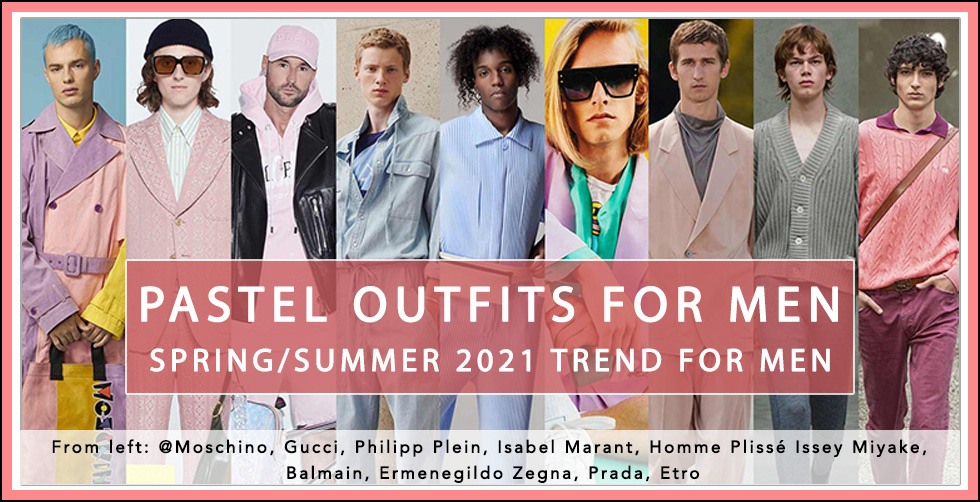 PASTEL OUTFITS FOR MEN
SPRING/SUMMER 2021 TREND FOR MEN
From left: @Moschino, Gucci, Philipp Plein, Isabel Marant, Homme Plissé Issey Miyake,
Balmain, Ermenegildo Zegna, Prada, Etro